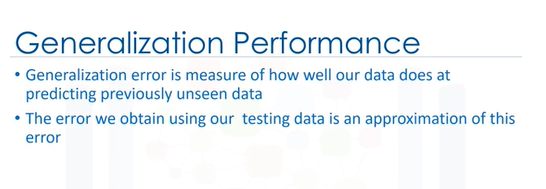 Generalization Performance
• Generalization error is measure of how well our data does at
predicting previously unseen data
• The error we obtain using our  testing data is an approximation of this
error